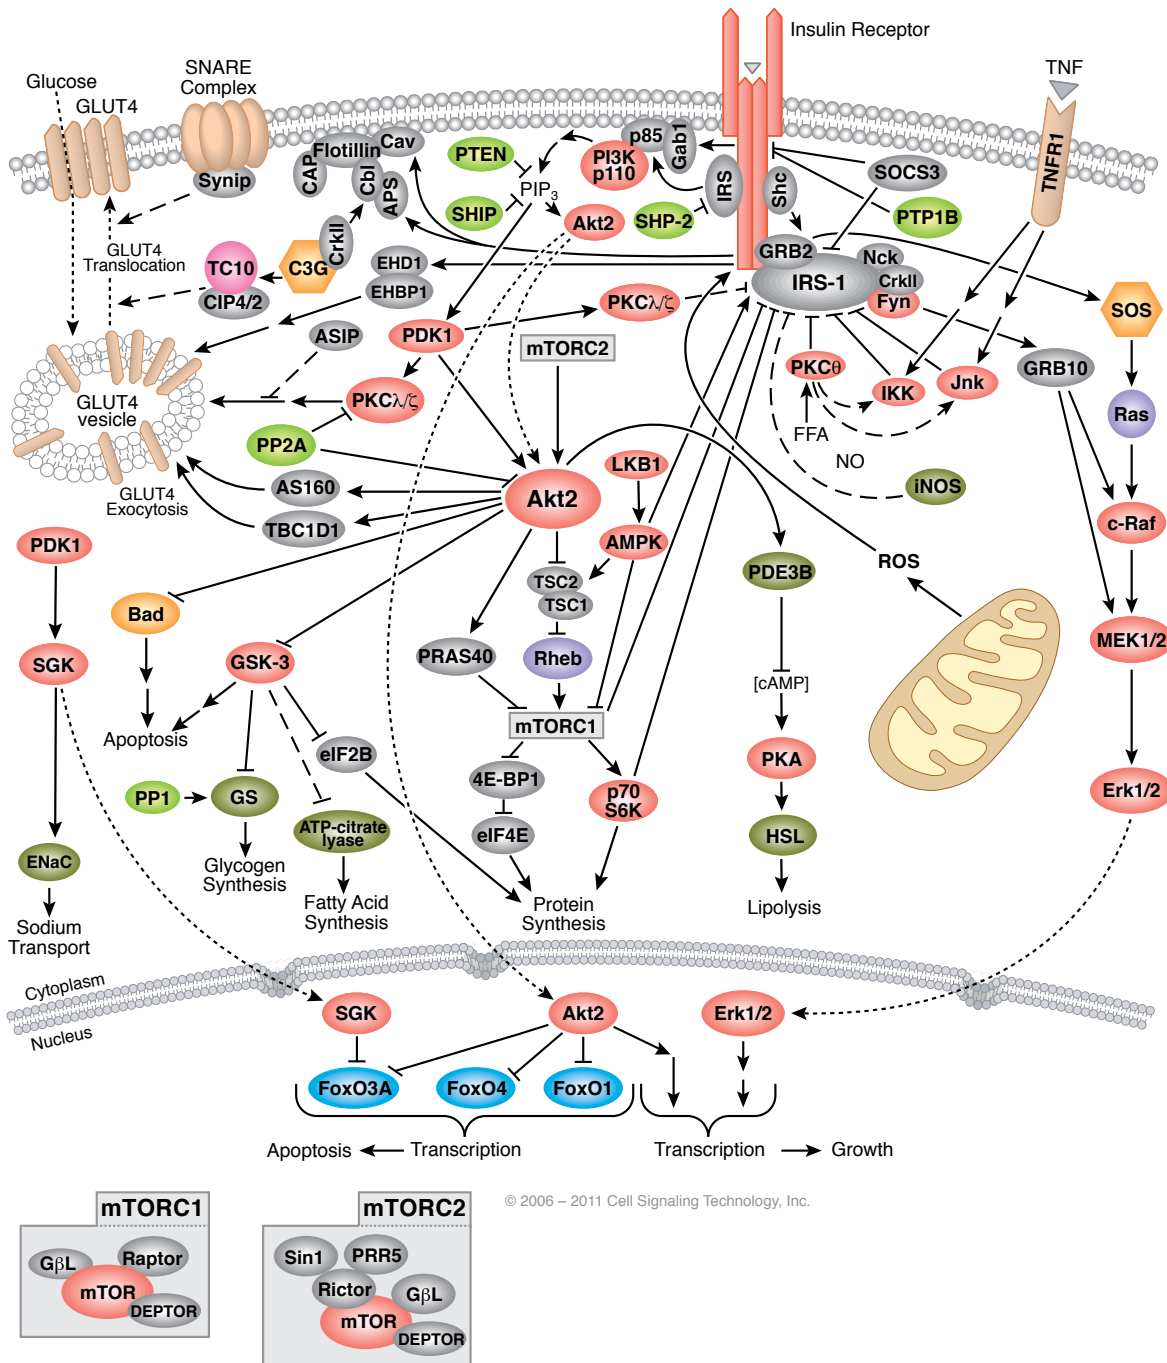 Insulin Receptor
SNARE
Complex
Glucose
GLUT4
TNF
TNFR1
Synip
CAP
Flotillin
Cav
Cbl
APS
CrkII
C3G
TC10
CIP4/2
GLUT4
Translocation
PTEN
SHIP
PIP3
PI3K
p110
p85
Gab1
IRS
SHP-2
Akt2
Shc
SOCS3
PTP1B
GRB2
IRS-1
Nck
CrkII
Fyn
EHD1
EHBP1
ASIP
PDK1
PKCλ/ζ
mTORC2
PKCλ/ζ
PP2A
GLUT4
vesicle
GLUT4
Exocytosis
PKCθ
FFA
NO
IKK
Jnk
iNOS
GRB10
SOS
Ras
c-Raf
MEK1/2
Erk1/2
AS160
TBC1D1
Akt2
LKB1
AMPK
TSC2
TSC1
Rheb
PRAS40
mTORC1
PDK1
SGK
ENaC
Sodium
Transport
Bad
Apoptosis
GSK-3
PP1
GS
Glycogen
Synthesis
eIF2B
ATP-citrate
lyase
Fatty Acid
Synthesis
4E-BP1
eIF4E
p70
S6K
Protein
Synthesis
PDE3B
[cAMP]
PKA
HSL
Lipolysis
ROS
Cytoplasm
Nucleus
SGK
Akt2
Erk1/2
FoxO3A
FoxO4
FoxO1
Apoptosis
Transcription
Transcription
Growth
© 2006 – 2011 Cell Signaling Technology, Inc.
mTORC1
GβL
Raptor
mTOR
DEPTOR
mTORC2
Sin1
PRR5
Rictor
GβL
mTOR
DEPTOR